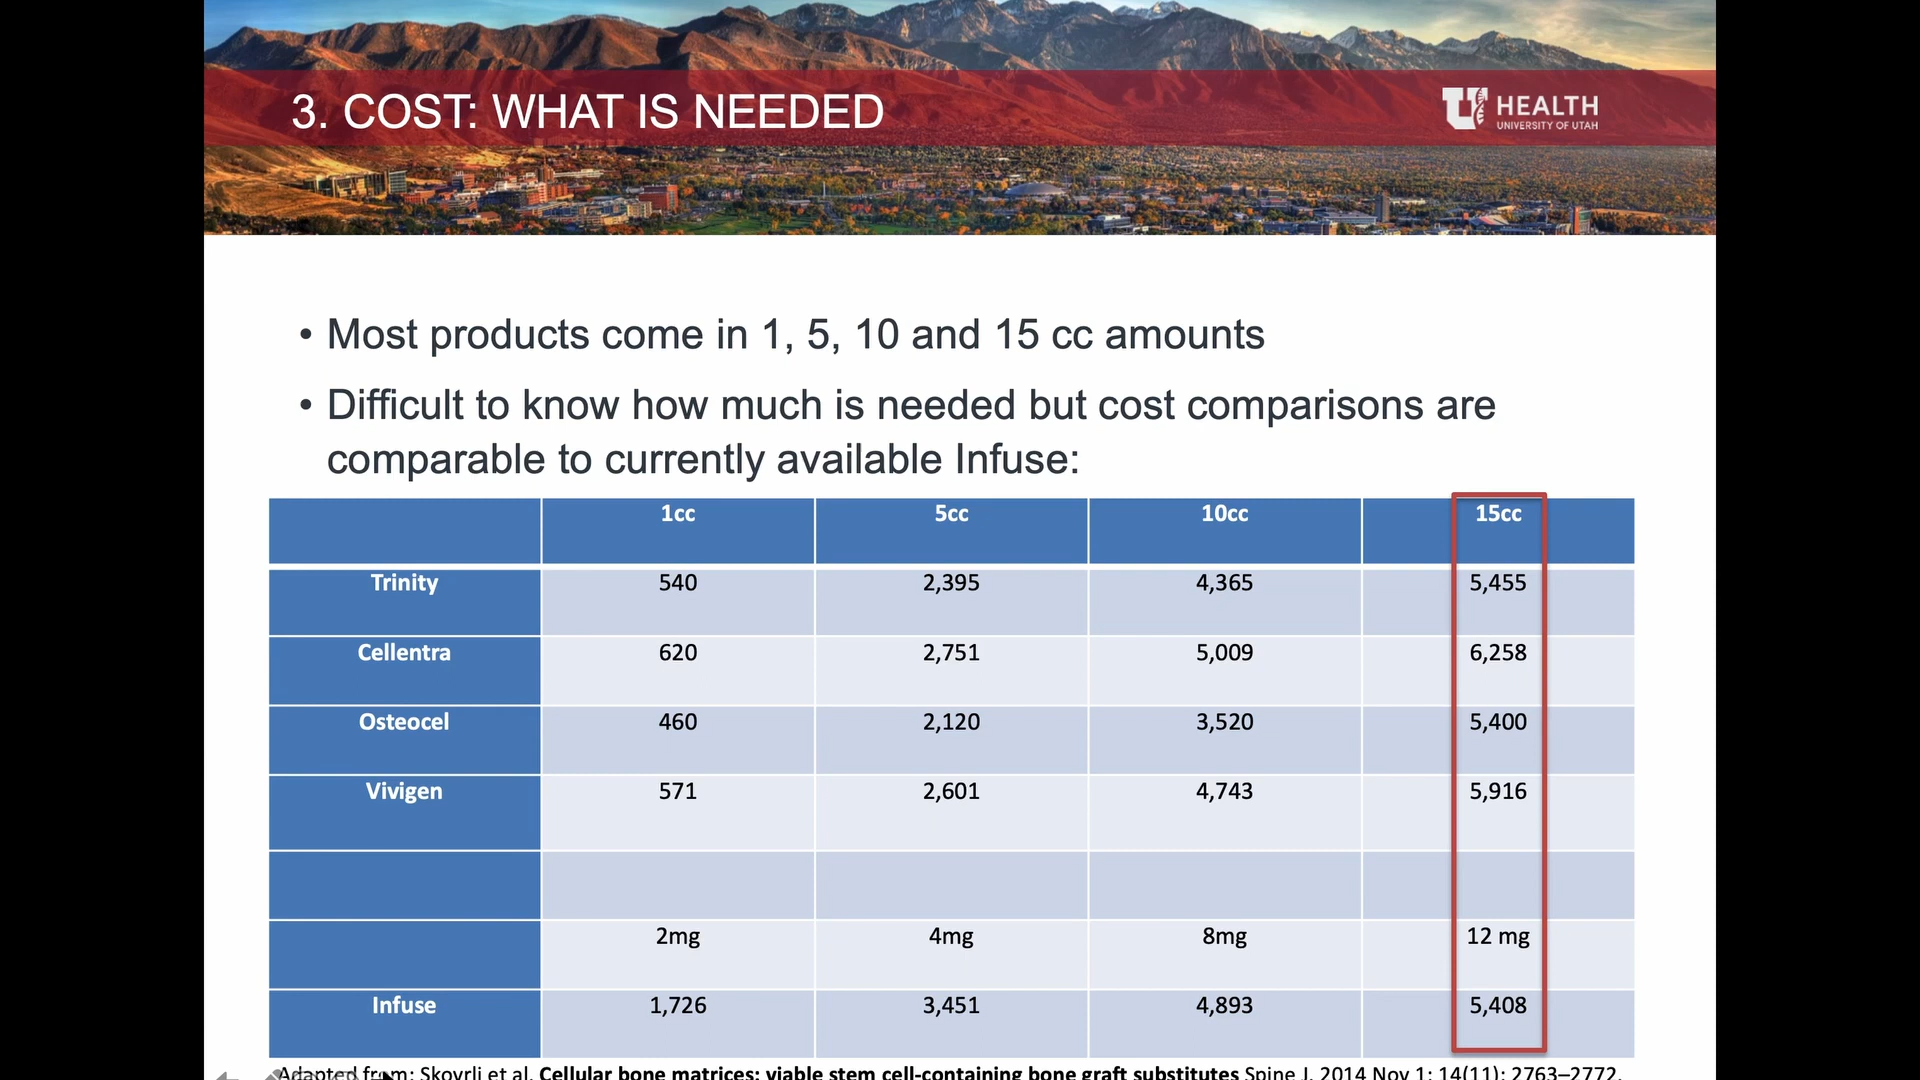 3. COST: WHAT IS NEEDED
U HEALTH
UNIVERSITY OF UTAH
• Most products come in 1, 5, 10 and 15 cc amounts
• Difficult to know how much is needed but cost comparisons are
comparable to currently available Infuse:
1cc 5cc 10cc 15cc
Trinity 540 2,395 4,365 5,455
Cellentra 620 2,751 5,009 6,258
Osteocel 460 2,120 3,520 5,400
Vivigen 571 2,601 4,743 5,916
2mg 4mg 8mg 12 mg
Infuse 1,726 3,451 4,893 5,408
Adapted from: Skovrli et al. Cellular bone matrices: viable stem cell-containing bone graft substitutes Spine J. 2014 Nov 1; 14(11): 2763–2772.